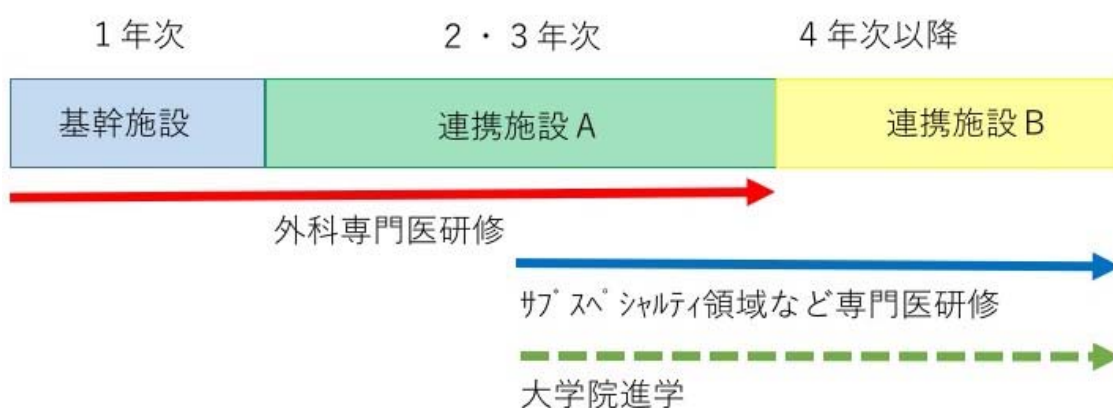 1年次 2・3年次 4年次以降
基幹施設 連携施設A 連携施設B
外科専門医研修
ｻﾌﾞｽﾍﾟｼｬﾙﾃｨ領域など専門医研修
大学院進学